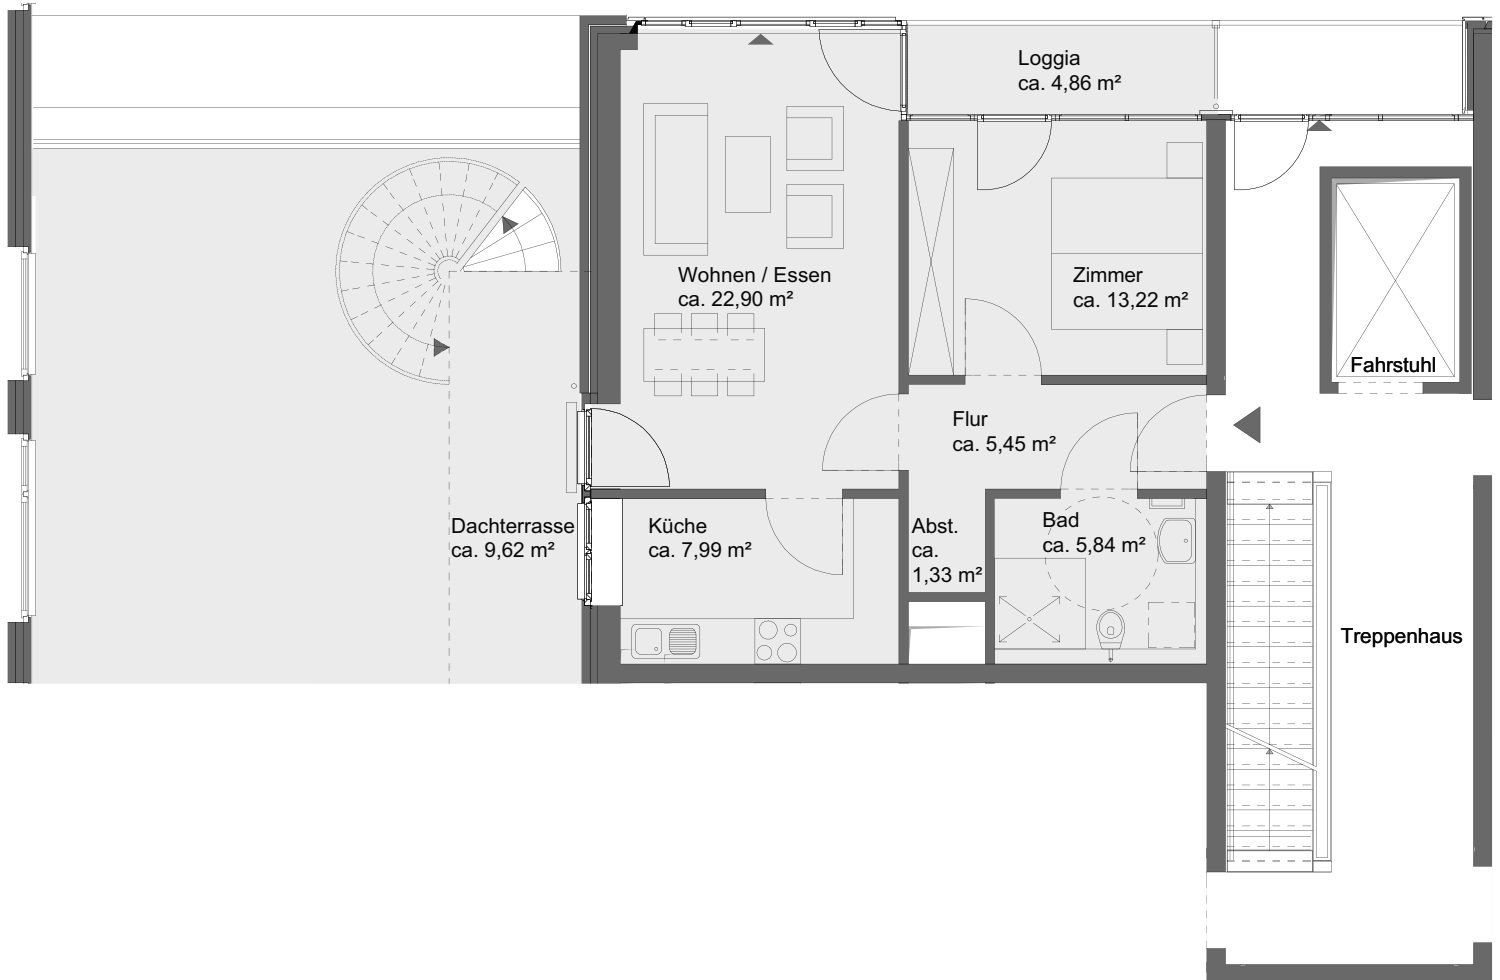 Loggia
ca. 4,86 m²
Wohnen / Essen
ca. 22,90 m²
Zimmer
ca. 13,22 m²
Fahrstuhl
Flur
ca. 5,45 m²
Dachterrasse
ca. 9,62 m²
Küche
ca. 7,99 m²
Abst.
ca.
1,33 m²
Bad
ca. 5,84 m²
Treppenhaus